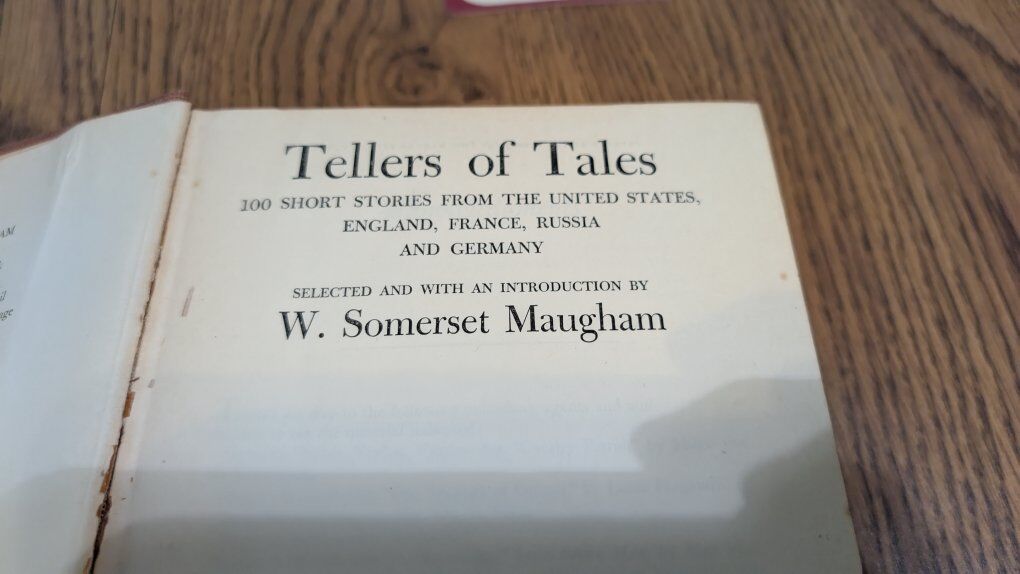 Tellers of Tales
100 SHORT STORIES FROM THE UNITED STATES,
ENGLAND, FRANCE, RUSSIA
AND GERMANY
SELECTED AND WITH AN INTRODUCTION BY
W. Somerset Maugham